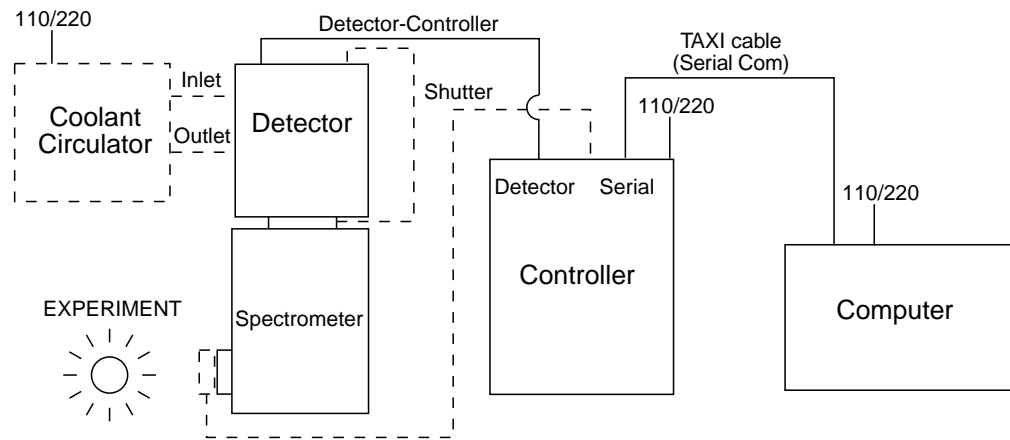 110/220
Detector-Controller
TAXI cable
(Serial Com)
Inlet
Shutter
110/220
Coolant
Circulator
Detector
Outlet
Detector
Serial
110/220
Controller
EXPERIMENT
Spectrometer
Computer